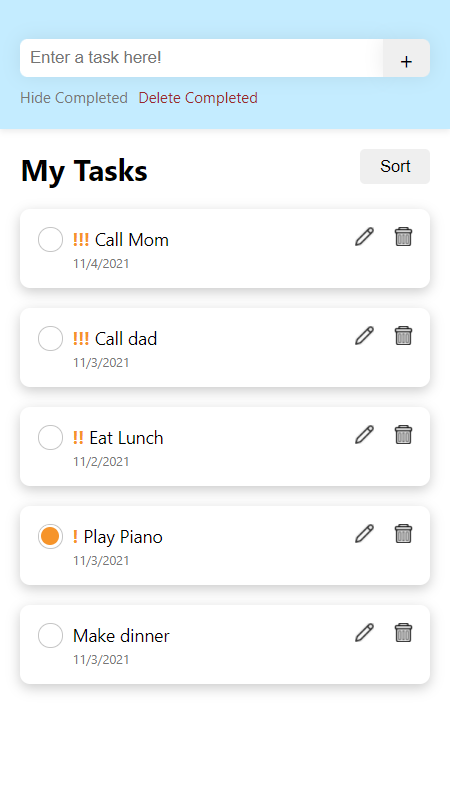 Enter a task here! +
Hide Completed Delete Completed
My Tasks Sort
!!! Call Mom
11/4/2021
!!! Call dad
11/3/2021
!! Eat Lunch
11/2/2021
! Play Piano
11/3/2021
Make dinner
11/3/2021